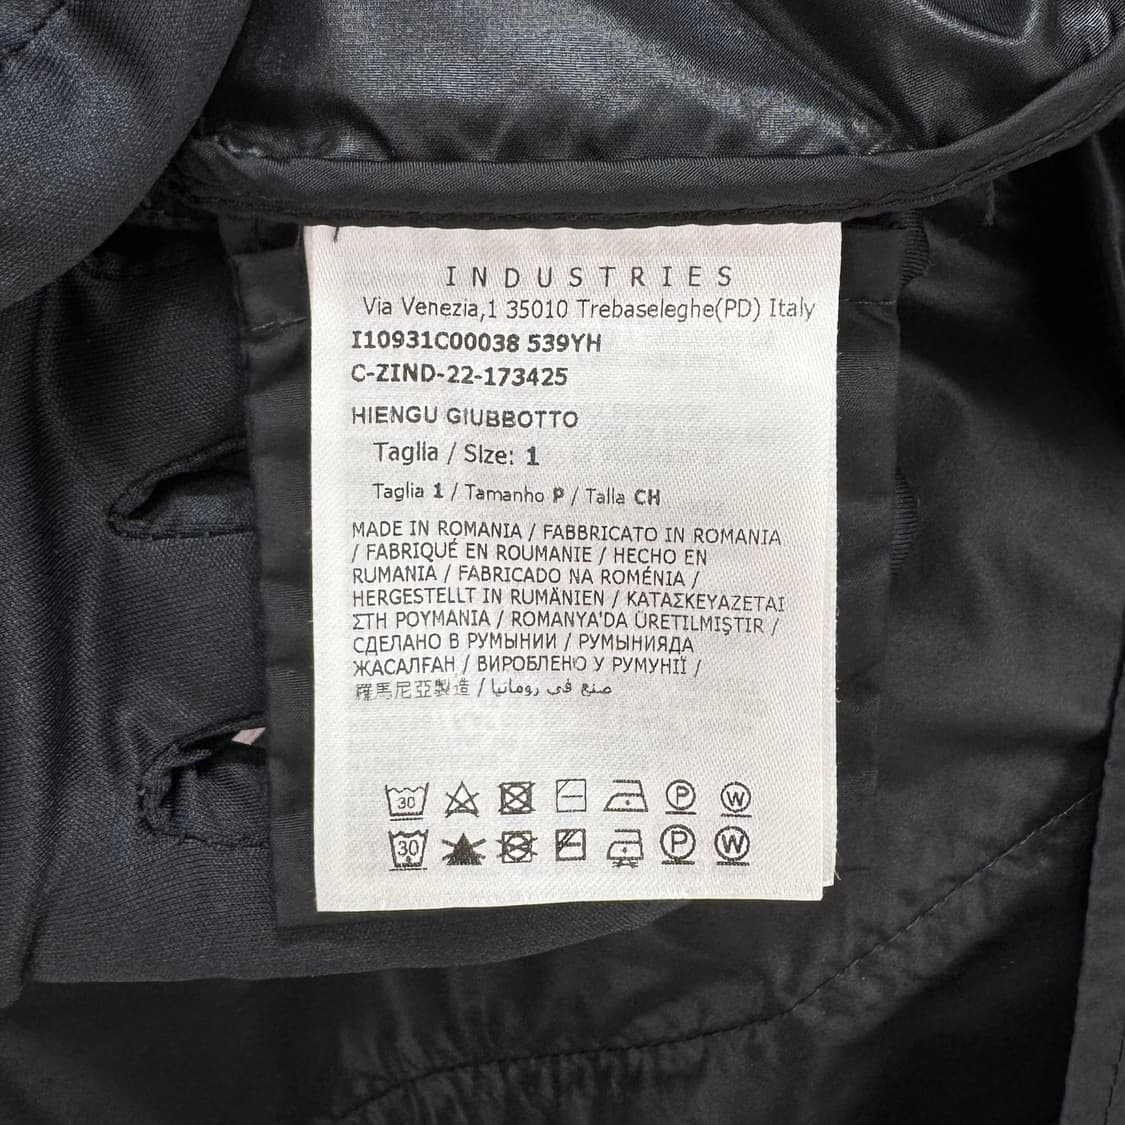 INDUSTRIES
Via Venezia,1 35010 Trebaseleghe(PD) Italy
I10931C00038 539YH
C-ZIND-22-173425
HIENGU GIUBBOTTO
Taglia / Size: 1
Taglia 1 / Tamanho P / Talla CH
MADE IN ROMANIA / FABBRICATO IN ROMANIA
/ FABRIQUÉ EN ROUMANIE / HECHO EN
RUMANIA / FABRICADO NA ROMÉNIA /
HERGESTELLT IN RUMÄNIEN / ΚΑΤΑΣΚΕΥΑΖΕΤΑΙ
ΣΤΗ ΡΟΥΜΑΝΙΑ / ROMANYA'DA ÜRETILMIŞTIR /
СДЕЛАНО В РУМЫНИИ / РУМЫНИЯДА
ЖАСАЛҒАН / ВИРОБЛЕНО У РУМУНІЇ /
羅馬尼亞製造 / صنع في رومانيا
30 P W
30 P W